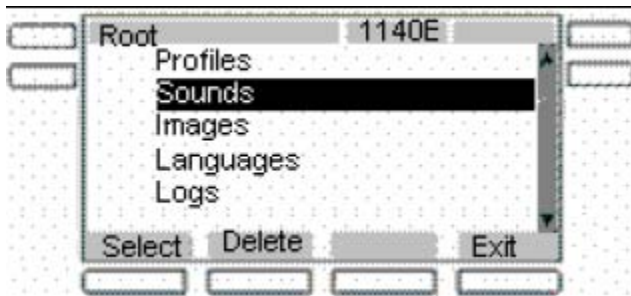 Root 1140E
Profiles
Sounds
Images
Languages
Logs
Select Delete Exit